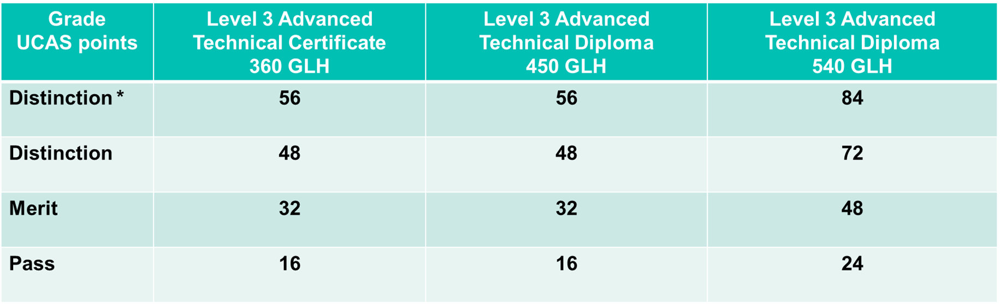 Grade
UCAS points
Level 3 Advanced
Technical Certificate
360 GLH
Level 3 Advanced
Technical Diploma
450 GLH
Level 3 Advanced
Technical Diploma
540 GLH
Distinction * 56 56 84
Distinction 48 48 72
Merit 32 32 48
Pass 16 16 24